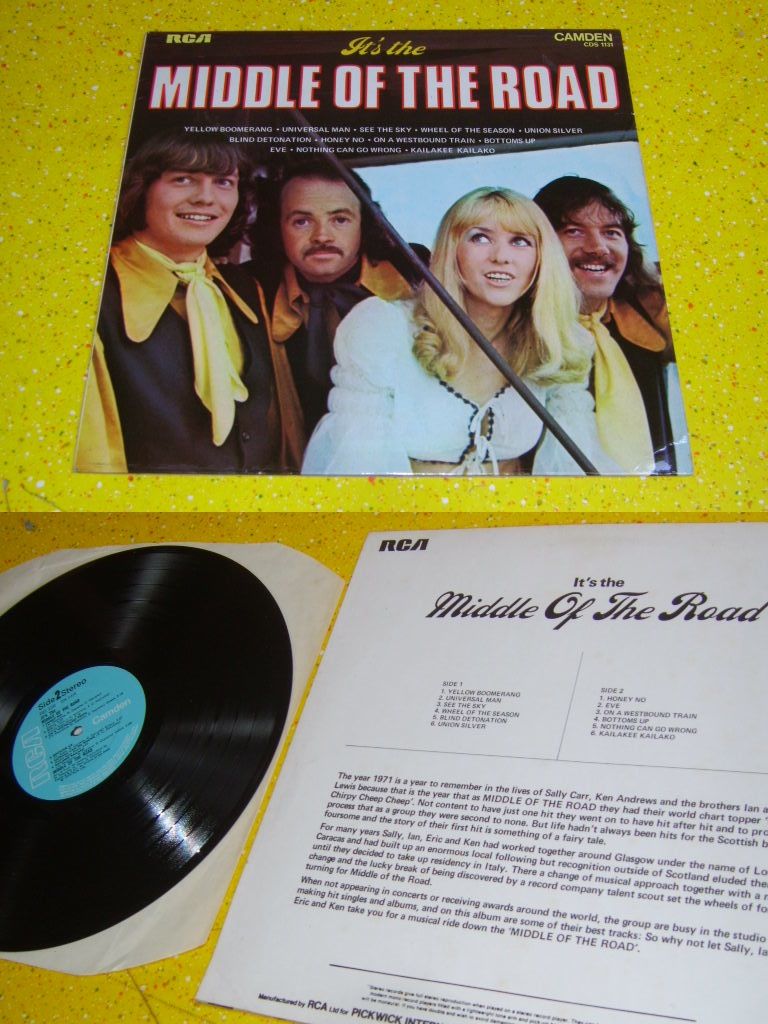 RCA
It's the
CAMDEN
CDS 1131
MIDDLE OF THE ROAD
YELLOW BOOMERANG • UNIVERSAL MAN • SEE THE SKY • WHEEL OF THE SEASON • UNION SILVER
BLIND DETONATION • HONEY NO • ON A WESTBOUND TRAIN • BOTTOMS UP
EVE • NOTHING CAN GO WRONG • KAILAKEE KAILAKO
RCA
It's the
Middle Of The Road
SIDE 1
1. YELLOW BOOMERANG
2. UNIVERSAL MAN
3. SEE THE SKY
4. WHEEL OF THE SEASON
5. BLIND DETONATION
6. UNION SILVER
SIDE 2
1. HONEY NO
2. EVE
3. ON A WESTBOUND TRAIN
4. BOTTOMS UP
5. NOTHING CAN GO WRONG
6. KAILAKEE KAILAKO
Side 2 Stereo
RCA Camden
The year 1971 is a year to remember in the lives of Sally Carr, Ken Andrews and the brothers Ian a
Lewis because that is the year that as MIDDLE OF THE ROAD they had their world chart topper '
Chirpy Cheep Cheep'. Not content to have just one hit they went on to have hit after hit and to pro
process that as a group they were second to none. But life hadn't always been hits for the Scottish b
foursome and the story of their first hit is something of a fairy tale.
For many years Sally, Ian, Eric and Ken had worked together around Glasgow under the name of Lo
Caracas and had built up an enormous local following but recognition outside of Scotland eluded the
until they decided to take up residency in Italy. There a change of musical approach together with a n
change and the lucky break of being discovered by a record company talent scout set the wheels of fo
turning for Middle of the Road.
When not appearing in concerts or receiving awards around the world, the group are busy in the studio
making hit singles and albums, and on this album are some of their best tracks: So why not let Sally, Ian,
Eric and Ken take you for a musical ride down the 'MIDDLE OF THE ROAD'.
Manufactured by RCA Ltd for PICKWICK INTERN